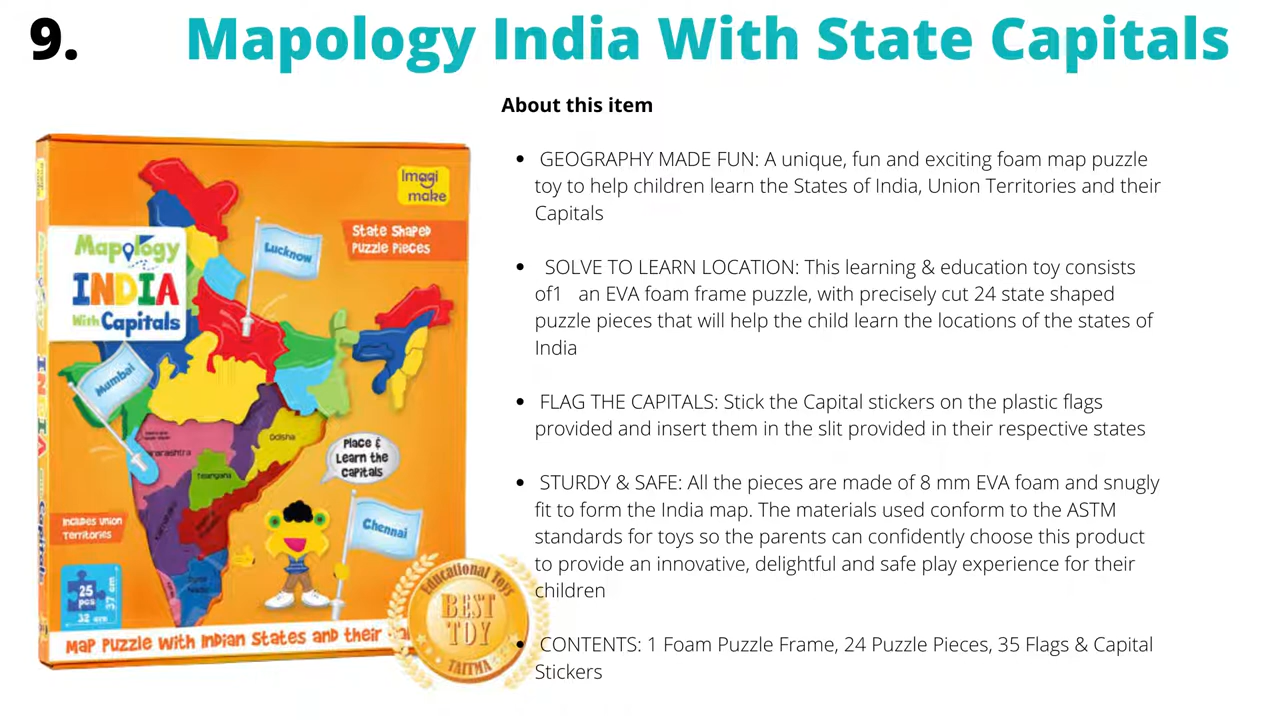 9. Mapology India With State Capitals
About this item
• GEOGRAPHY MADE FUN: A unique, fun and exciting foam map puzzle
toy to help children learn the States of India, Union Territories and their
Capitals
• SOLVE TO LEARN LOCATION: This learning & education toy consists
of1 an EVA foam frame puzzle, with precisely cut 24 state shaped
puzzle pieces that will help the child learn the locations of the states of
India
• FLAG THE CAPITALS: Stick the Capital stickers on the plastic flags
provided and insert them in the slit provided in their respective states
• STURDY & SAFE: All the pieces are made of 8 mm EVA foam and snugly
fit to form the India map. The materials used conform to the ASTM
standards for toys so the parents can confidently choose this product
to provide an innovative, delightful and safe play experience for their
children
• CONTENTS: 1 Foam Puzzle Frame, 24 Puzzle Pieces, 35 Flags & Capital
Stickers
Imagi
make
State Shaped
Puzzle Pieces
Mapology
INDIA
With Capitals
Lucknow
Mumbai
Odisha
Telangana
Place &
Learn the
Capitals
Chennai
Includes Union
Territories
25
pcs
37 cm
32 cm
Map Puzzle With Indian States and their
INDIA
Capitals
Educational Toys
BEST
TOY
TAITMA